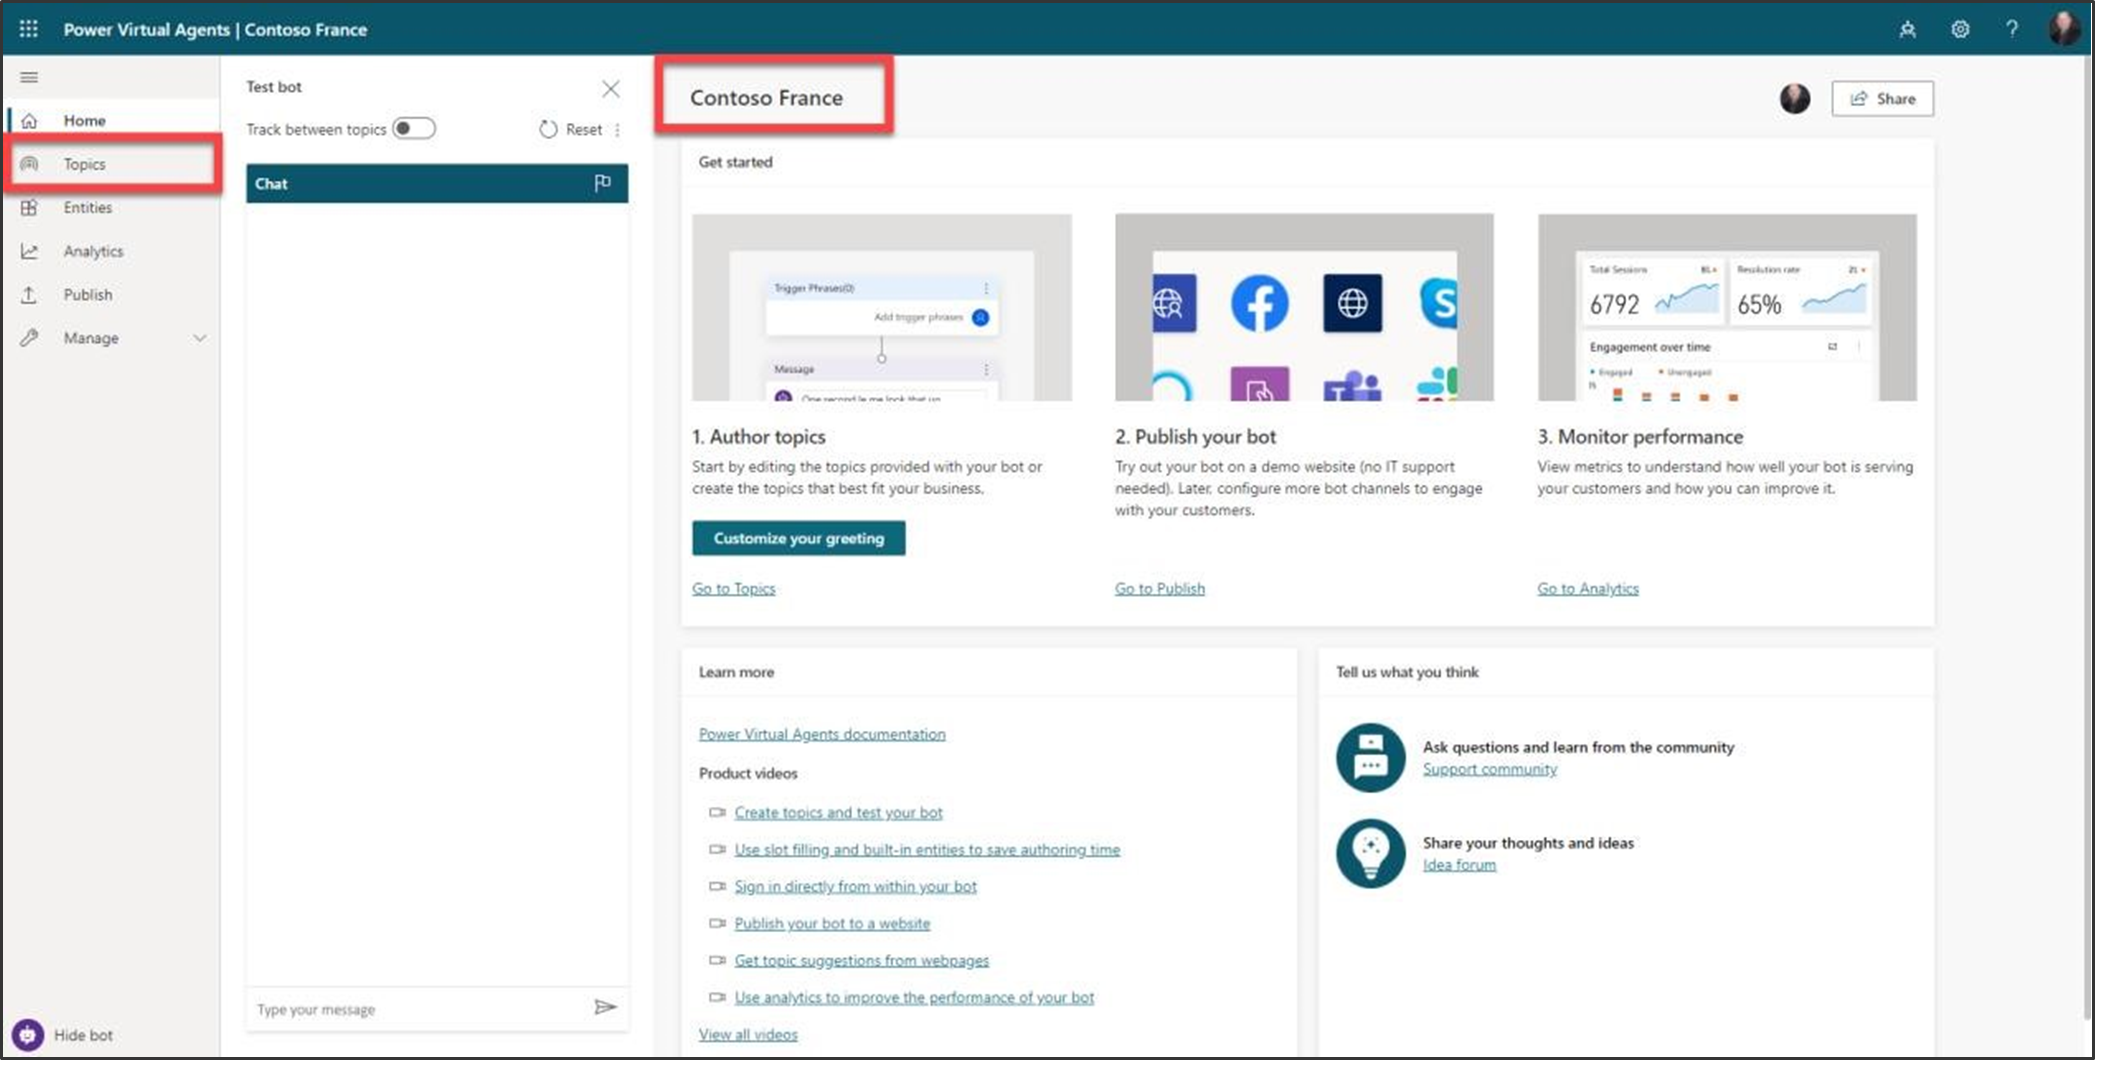 Power Virtual Agents | Contoso France
Home
Topics
Entities
Analytics
Publish
Manage
Hide bot
Test bot
Track between topics
Reset
Chat
Type your message
Contoso France
Share
Get started
Trigger Phrases(0)
Add trigger phrases
Message
One second le me look that up
1. Author topics
Start by editing the topics provided with your bot or
create the topics that best fit your business.
Customize your greeting
Go to Topics
2. Publish your bot
Try out your bot on a demo website (no IT support
needed). Later, configure more bot channels to engage
with your customers.
Go to Publish
Total Sessions
6792
Resolution rate
65%
Engagement over time
Engaged
Unengaged
3. Monitor performance
View metrics to understand how well your bot is serving
your customers and how you can improve it.
Go to Analytics
Learn more
Power Virtual Agents documentation
Product videos
Create topics and test your bot
Use slot filling and built-in entities to save authoring time
Sign in directly from within your bot
Publish your bot to a website
Get topic suggestions from webpages
Use analytics to improve the performance of your bot
View all videos
Tell us what you think
Ask questions and learn from the community
Support community
Share your thoughts and ideas
Idea forum